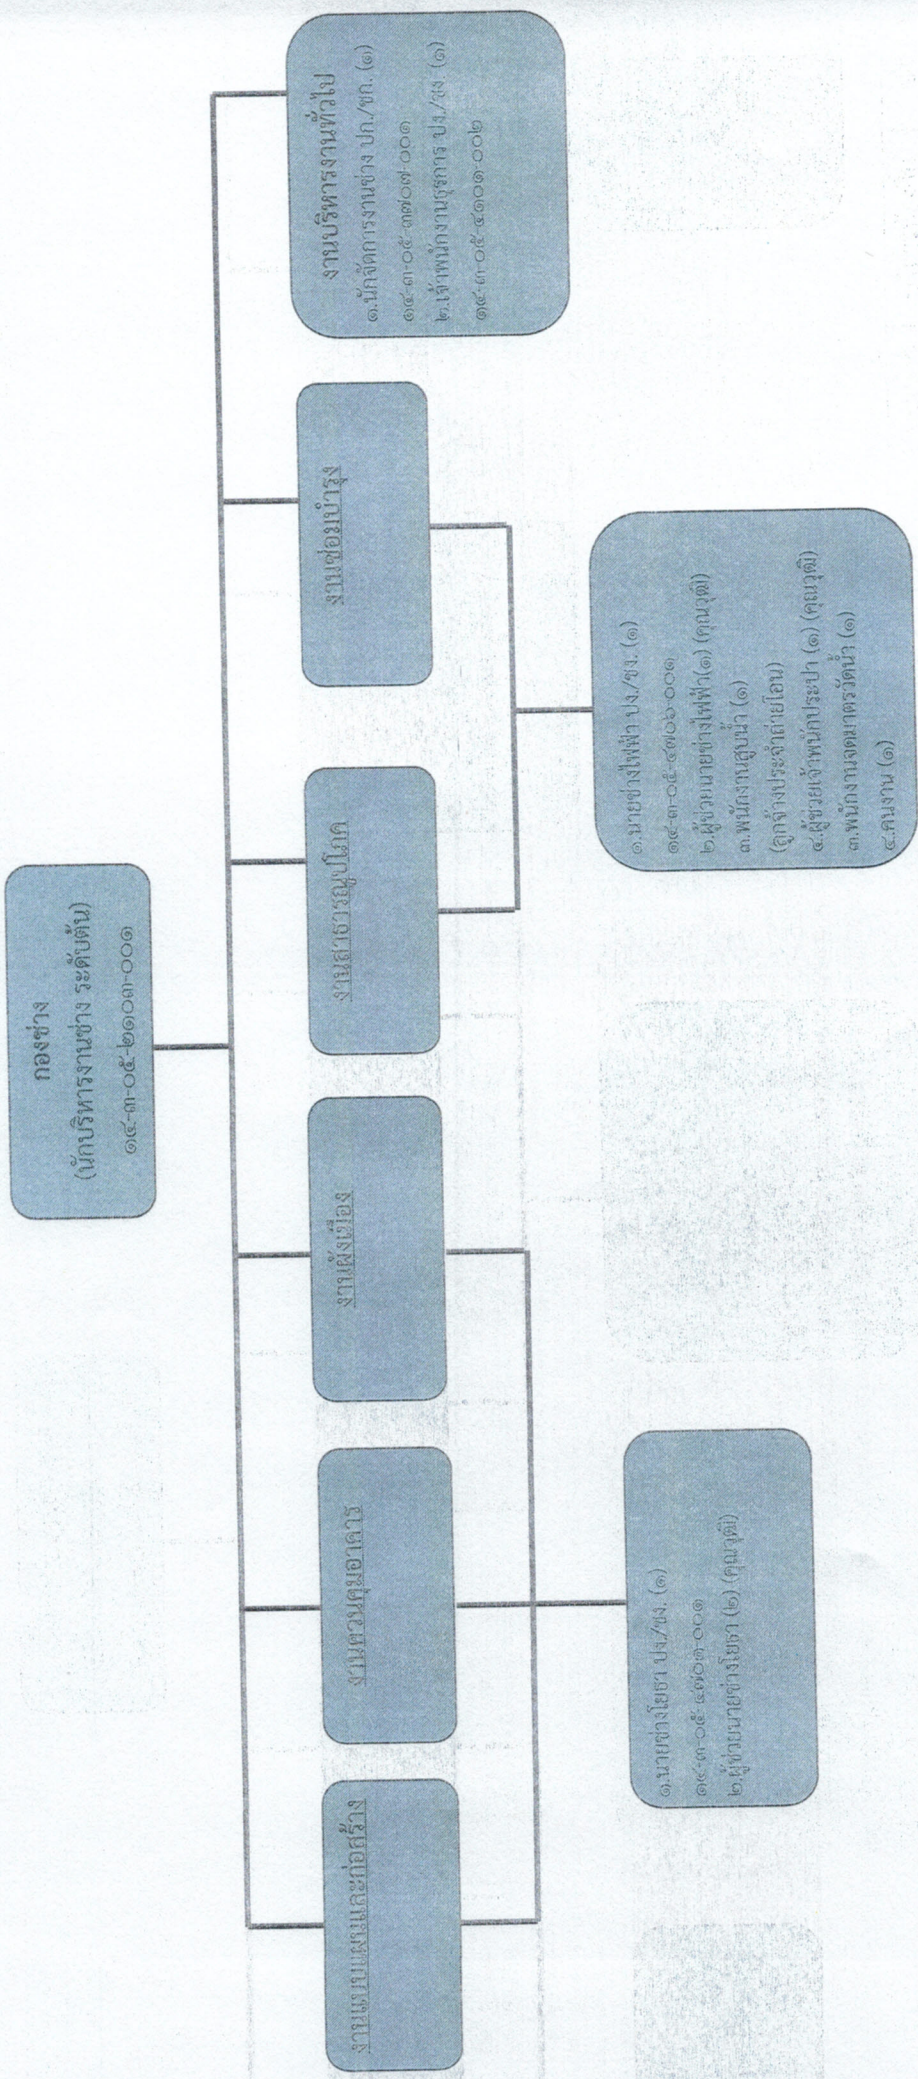 กองช่าง
(นักบริหารงานช่าง ระดับต้น)
๑๔-๓-๐๕-๒๑๐๓-๐๐๑
งานแบบแผนและก่อสร้าง
งานควบคุมอาคาร
งานผังเมือง
งานสาธารณูปโภค
งานซ่อมบำรุง
งานบริหารงานทั่วไป
๑.นักจัดการงานช่าง ปก./ชก. (๑)
๑๔-๓-๐๕-๓๗๐๗-๐๐๑
๒.เจ้าพนักงานธุรการ ปง./ชง. (๑)
๑๔-๓-๐๕-๔๑๐๑-๐๐๒
๑.นายช่างโยธา ปง./ชง. (๑)
๑๔-๓-๐๕-๔๗๐๑-๐๐๑
๒.ผู้ช่วยนายช่างโยธา (๒) (คุณวุฒิ)
๑.นายช่างไฟฟ้า ปง./ชง. (๑)
๑๔-๓-๐๕-๔๗๐๖-๐๐๑
๒.ผู้ช่วยนายช่างไฟฟ้า(๑) (คุณวุฒิ)
๓.พนักงานสูบน้ำ (๑)
(ลูกจ้างประจำถ่ายโอน)
๔.ผู้ช่วยเจ้าพนักประปา (๑) (คุณวุฒิ)
๓.พนักงานจดมาตรวัดน้ำ (๑)
๔.คนงาน (๑)